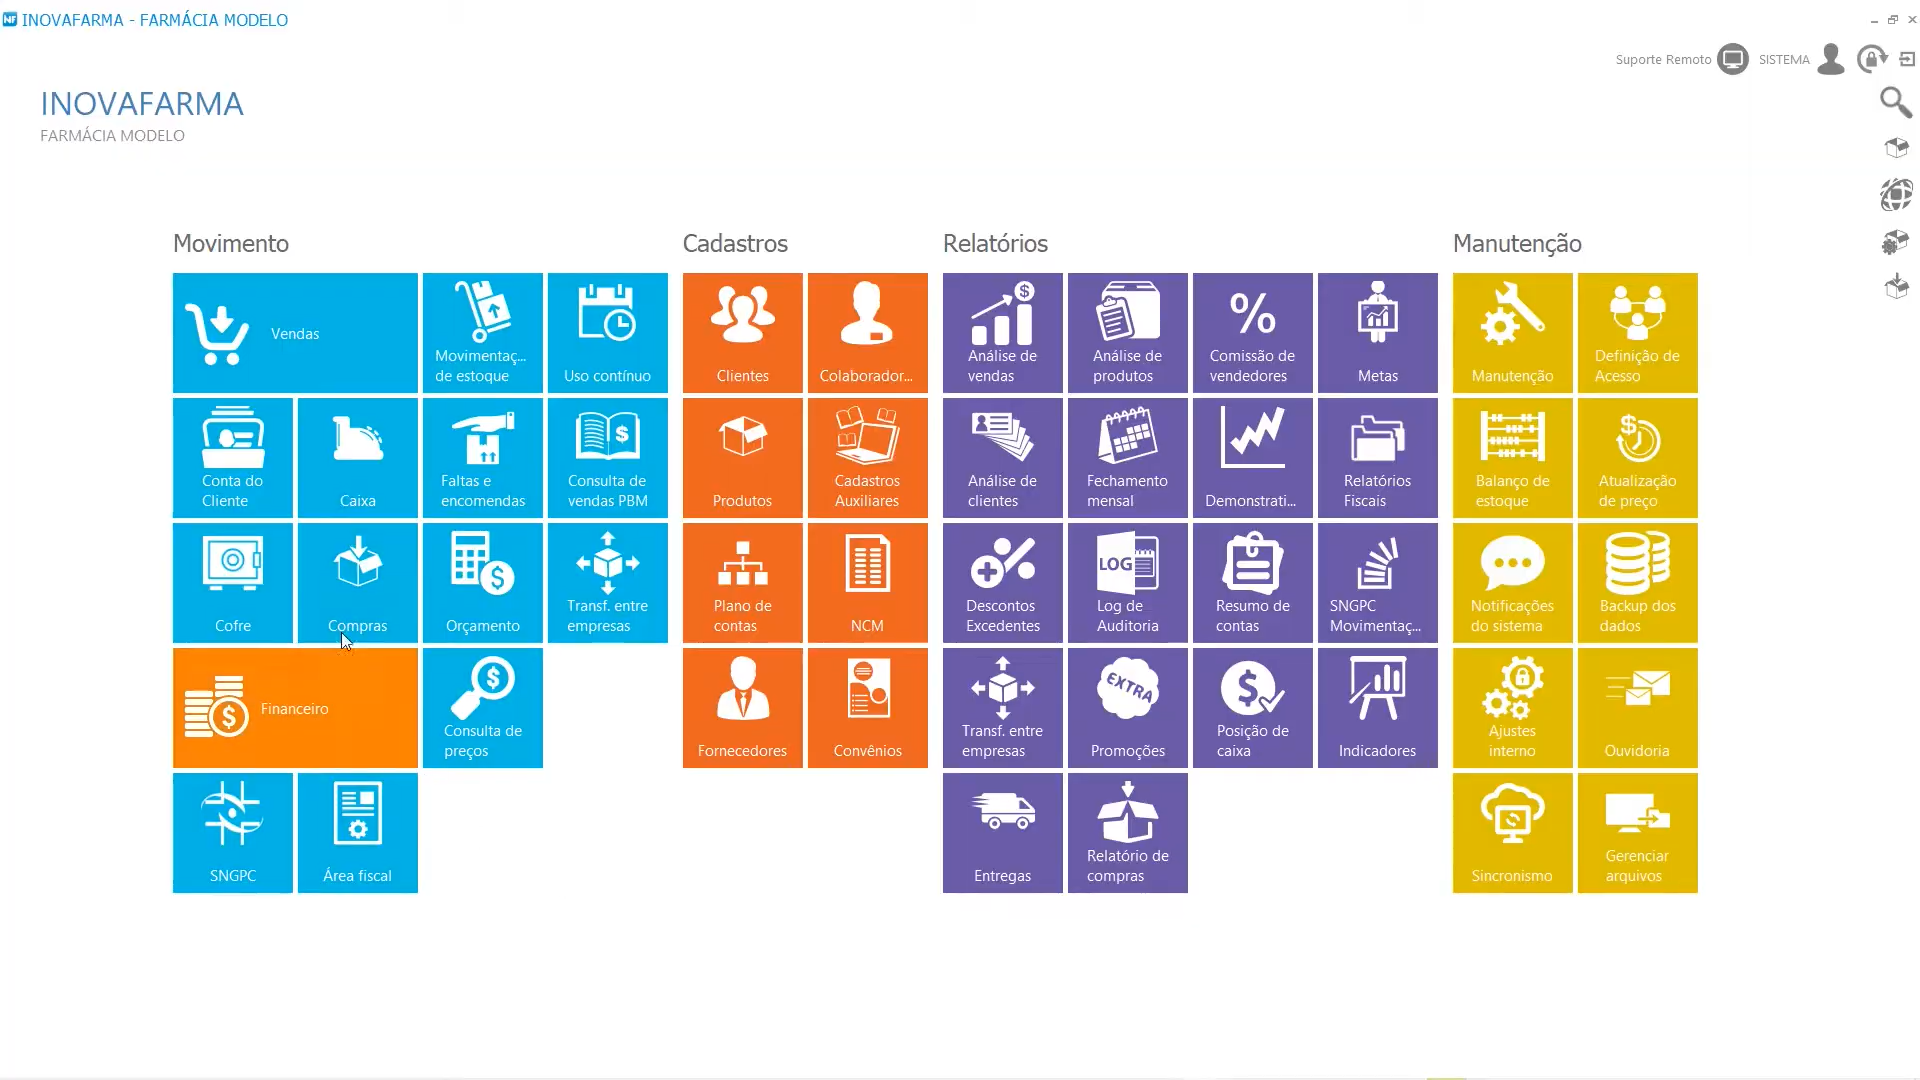 INOVAFARMA - FARMÁCIA MODELO
Suporte Remoto
SISTEMA
INOVAFARMA
FARMÁCIA MODELO
Movimento
Vendas
Movimentaç...
de estoque
Uso contínuo
Conta do
Cliente
Caixa
Faltas e
encomendas
Consulta de
vendas PBM
Cofre
Compras
Orçamento
Transf. entre
empresas
Financeiro
Consulta de
preços
SNGPC
Área fiscal
Cadastros
Clientes
Colaborador...
Produtos
Cadastros
Auxiliares
Plano de
contas
NCM
Fornecedores
Convênios
Relatórios
Análise de
vendas
Análise de
produtos
%
Comissão de
vendedores
Metas
Análise de
clientes
Fechamento
mensal
Demonstrati...
Relatórios
Fiscais
Descontos
Excedentes
LOG
Log de
Auditoria
Resumo de
contas
SNGPC
Movimentaç...
Transf. entre
empresas
EXTRA
Promoções
Posição de
caixa
Indicadores
Entregas
Relatório de
compras
Manutenção
Manutenção
Definição de
Acesso
Balanço de
estoque
Atualização
de preço
Notificações
do sistema
Backup dos
dados
Ajustes
interno
Ouvidoria
Sincronismo
Gerenciar
arquivos